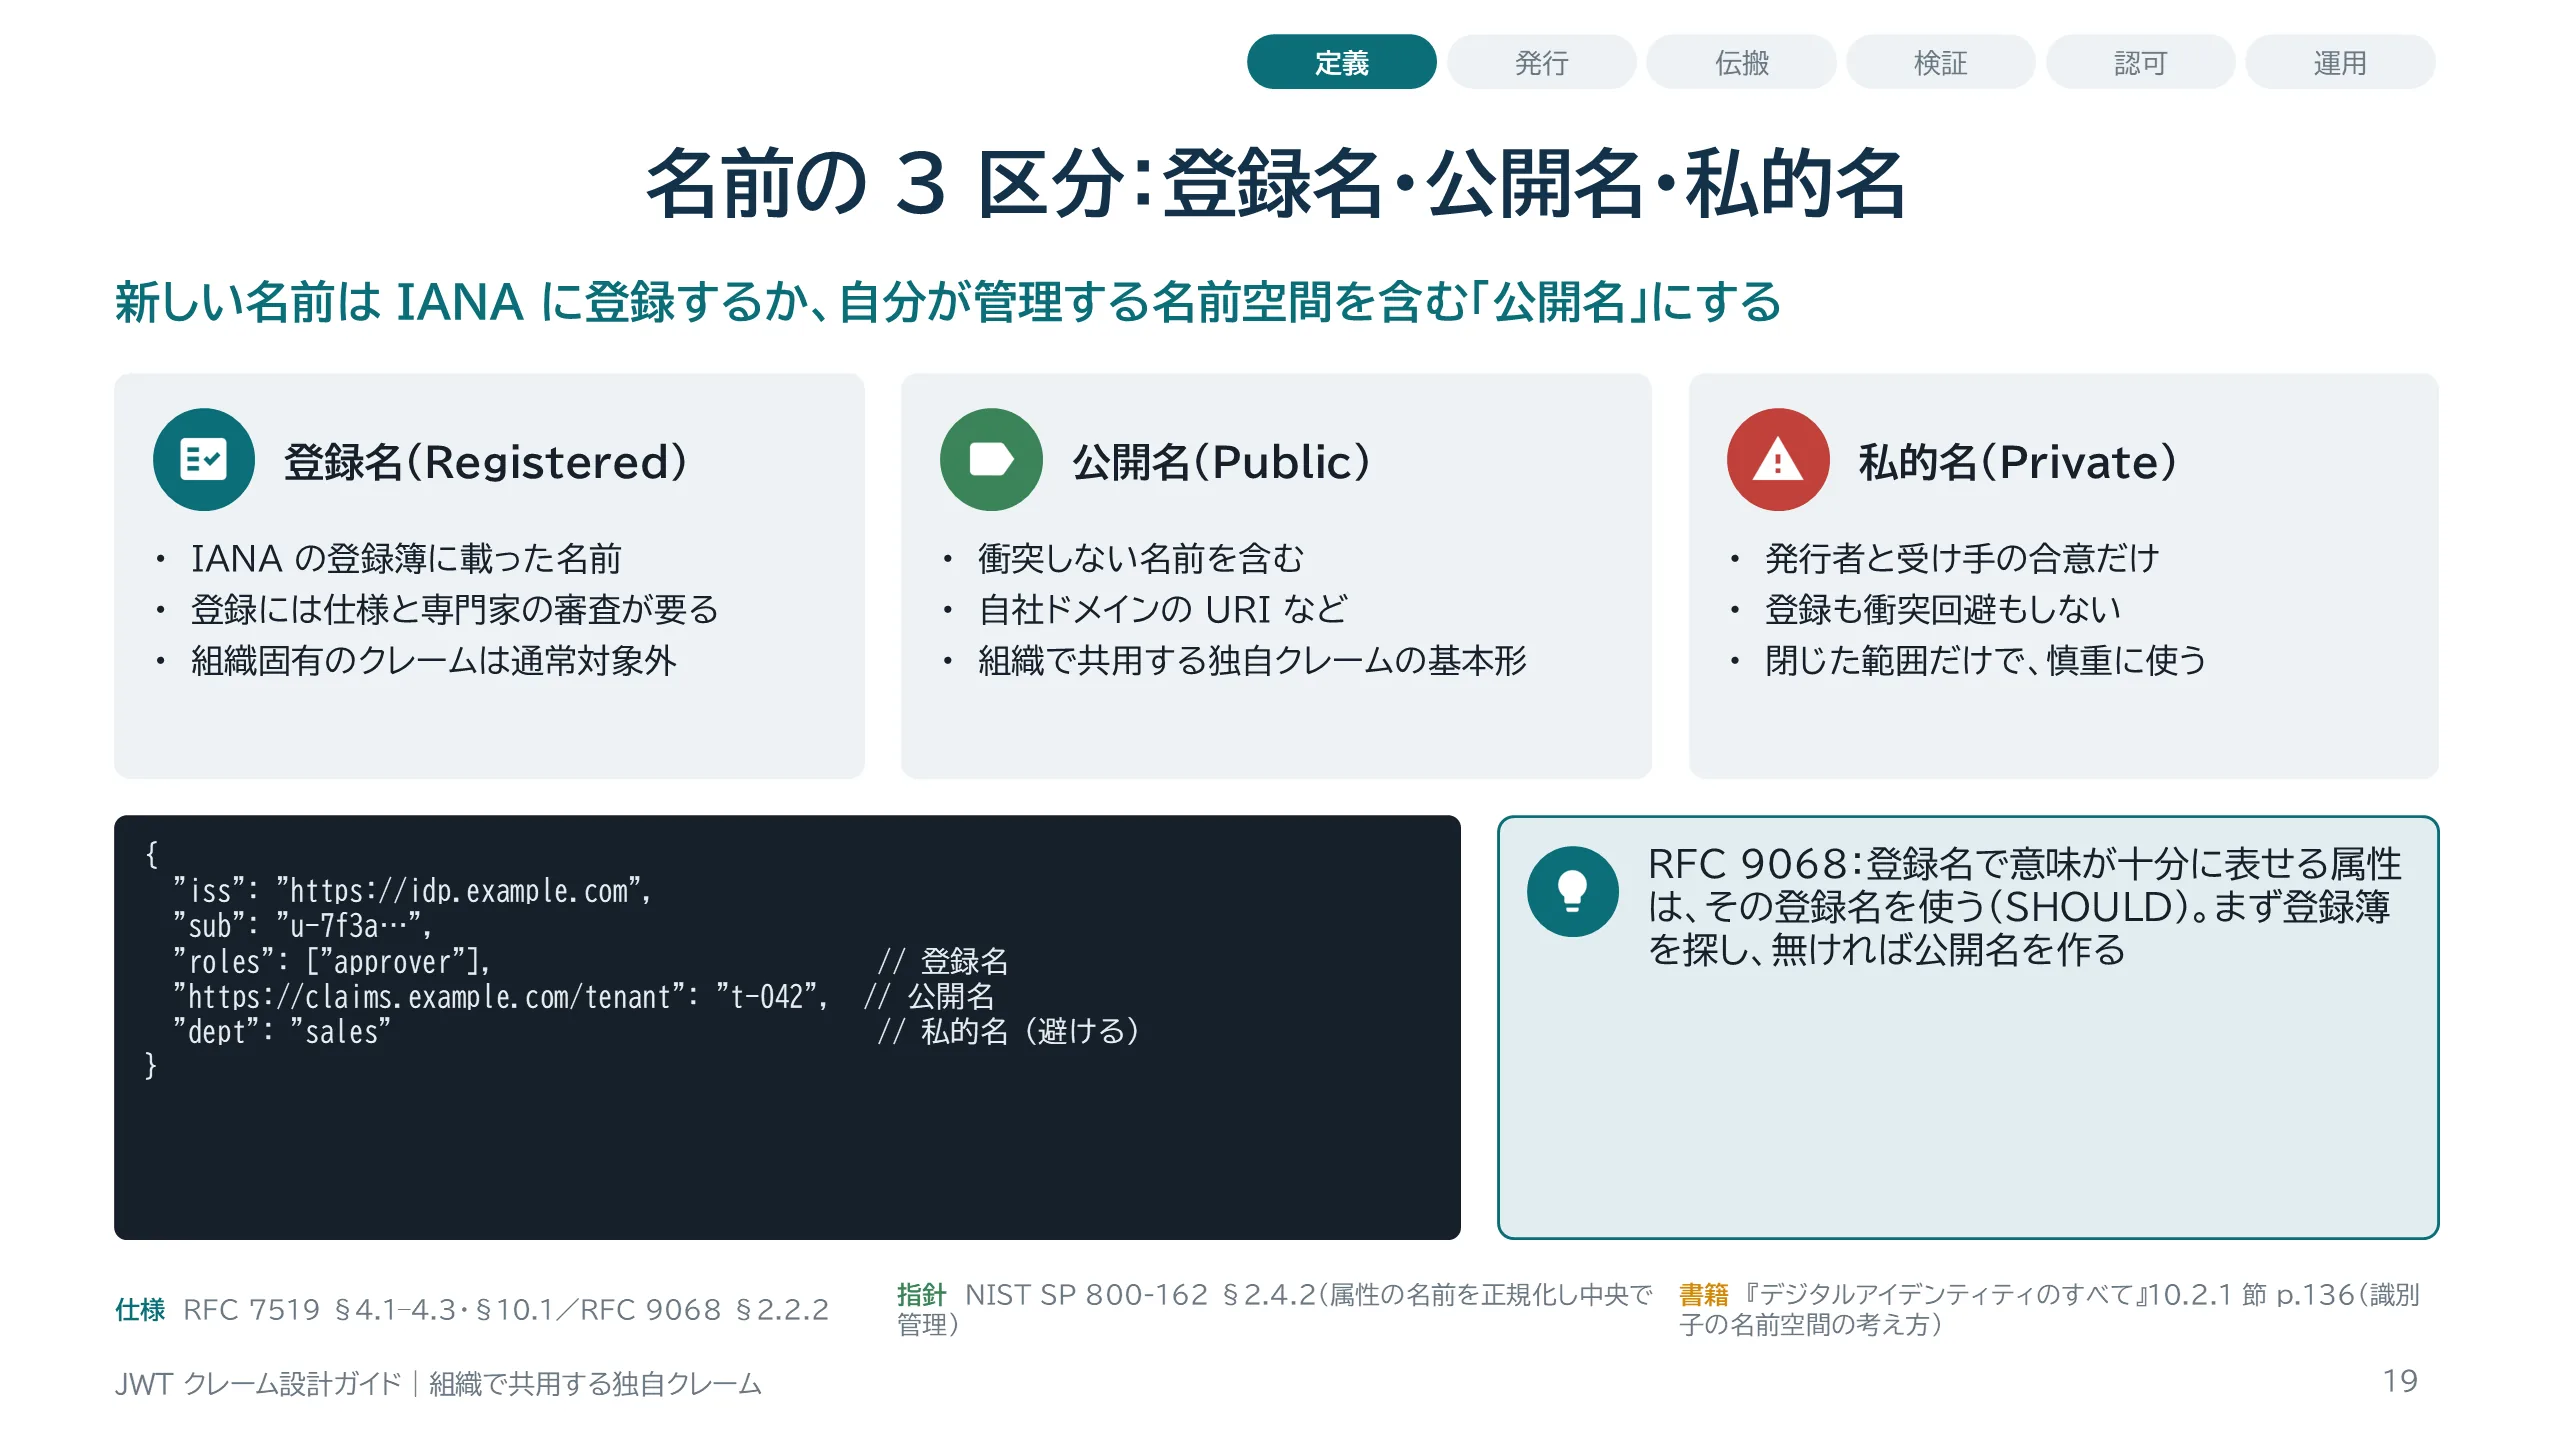 定義
発行
伝搬
検証
認可
運用
名前の 3 区分：登録名・公開名・私的名
新しい名前は IANA に登録するか、自分が管理する名前空間を含む「公開名」にする
登録名（Registered）
・ IANA の登録簿に載った名前
・ 登録には仕様と専門家の審査が要る
・ 組織固有のクレームは通常対象外
公開名（Public）
・ 衝突しない名前を含む
・ 自社ドメインの URI など
・ 組織で共用する独自クレームの基本形
私的名（Private）
・ 発行者と受け手の合意だけ
・ 登録も衝突回避もしない
・ 閉じた範囲だけで、慎重に使う
{
  ”iss”: ”https://idp.example.com”,
  ”sub”: ”u-7f3a…”,
  ”roles”: [”approver”],                           // 登録名
  ”https://claims.example.com/tenant”: ”t-042”,  // 公開名
  ”dept”: ”sales”                                  // 私的名（避ける）
}
RFC 9068：登録名で意味が十分に表せる属性
は、その登録名を使う（SHOULD）。まず登録簿
を探し、無ければ公開名を作る
仕様 RFC 7519 §4.1–4.3・§10.1／RFC 9068 §2.2.2
指針 NIST SP 800-162 §2.4.2（属性の名前を正規化し中央で
管理）
書籍 『デジタルアイデンティティのすべて』10.2.1 節 p.136（識別
子の名前空間の考え方）
JWT クレーム設計ガイド｜組織で共用する独自クレーム
19